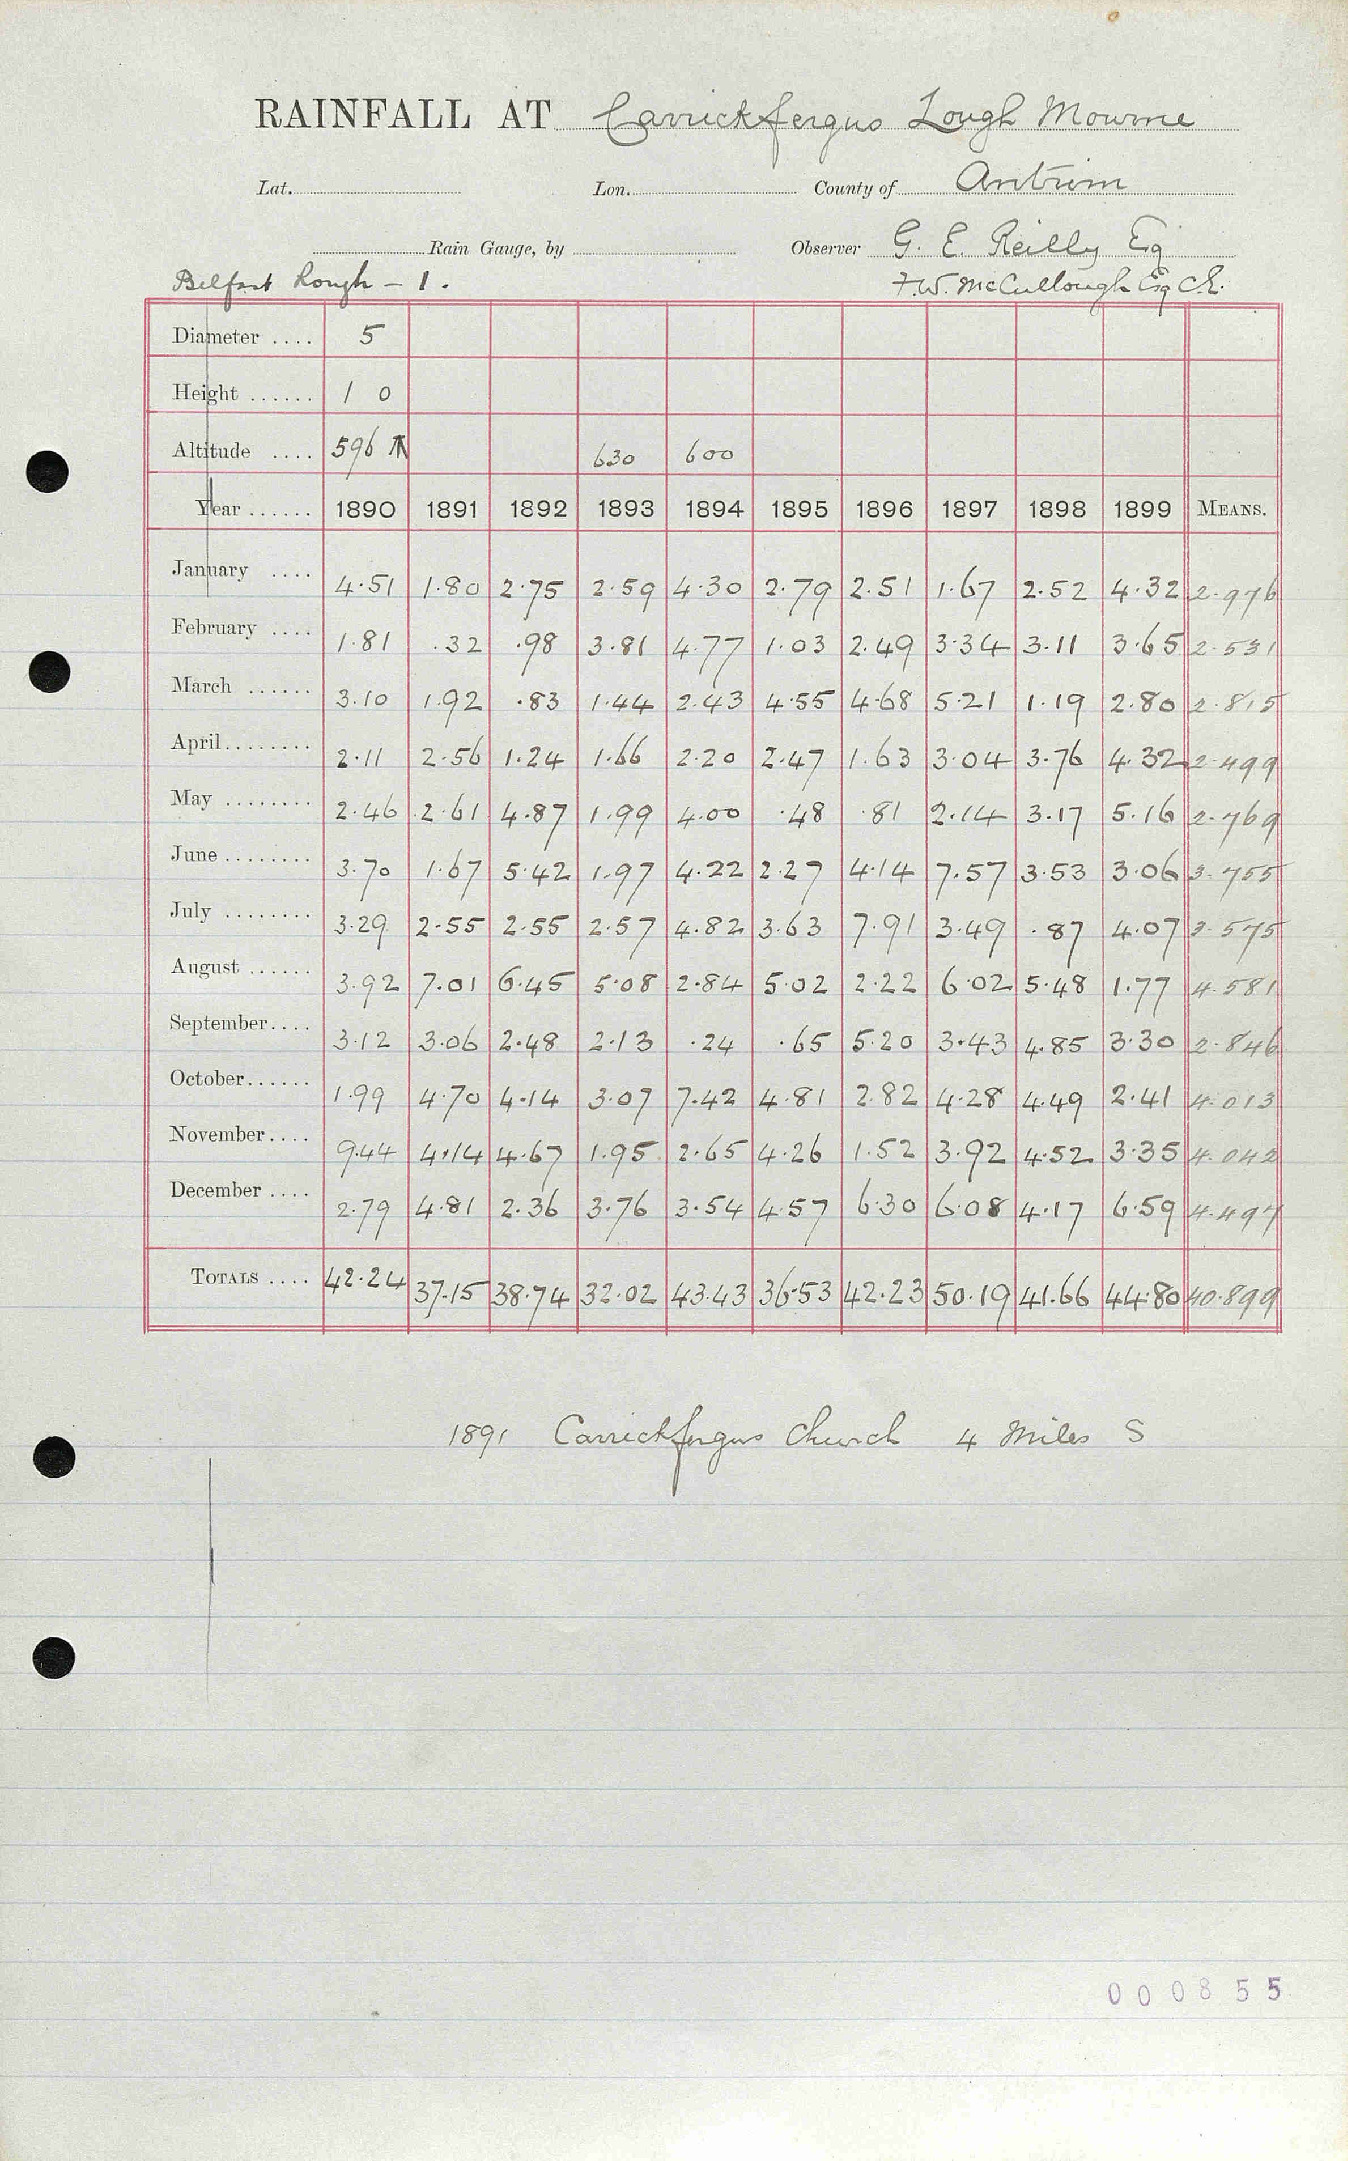 RAINFALL AT Carrickfergus Lough Mourne
Lat. Lon. County of Antrim
Rain Gauge, by Observer G. E. Reilly Esq
Belfast Rough - 1. F.W. McCullough Esq C.E.
Diameter .... 5
Height ...... 1 0
Altitude .... 596 630 600
Year ...... 1890 1891 1892 1893 1894 1895 1896 1897 1898 1899 MEANS.
January .... 4.51 1.80 2.75 2.59 4.30 2.79 2.51 1.67 2.52 4.32 2.976
February .... 1.81 .32 .98 3.81 4.77 1.03 2.49 3.34 3.11 3.65 2.531
March ...... 3.10 1.92 .83 1.44 2.43 4.55 4.68 5.21 1.19 2.80 2.815
April........ 2.11 2.56 1.24 1.66 2.20 2.47 1.63 3.04 3.76 4.32 2.499
May ........ 2.46 2.61 4.87 1.99 4.00 .48 .81 2.14 3.17 5.16 2.769
June ........ 3.70 1.67 5.42 1.97 4.22 2.27 4.14 7.57 3.53 3.06 3.755
July ........ 3.29 2.55 2.55 2.57 4.82 3.63 7.91 3.49 .87 4.07 3.575
August ...... 3.92 7.01 6.45 5.08 2.84 5.02 2.22 6.02 5.48 1.77 4.581
September.... 3.12 3.06 2.48 2.13 .24 .65 5.20 3.43 4.85 3.30 2.846
October...... 1.99 4.70 4.14 3.07 7.42 4.81 2.82 4.28 4.49 2.41 4.013
November.... 9.44 4.14 4.67 1.95 2.65 4.26 1.52 3.92 4.52 3.35 4.042
December .... 2.79 4.81 2.36 3.76 3.54 4.57 6.30 6.08 4.17 6.59 4.497
TOTALS .... 42.24 37.15 38.74 32.02 43.43 36.53 42.23 50.19 41.66 44.80 40.899
1891 Carrickfergus Church 4 Miles S
000855